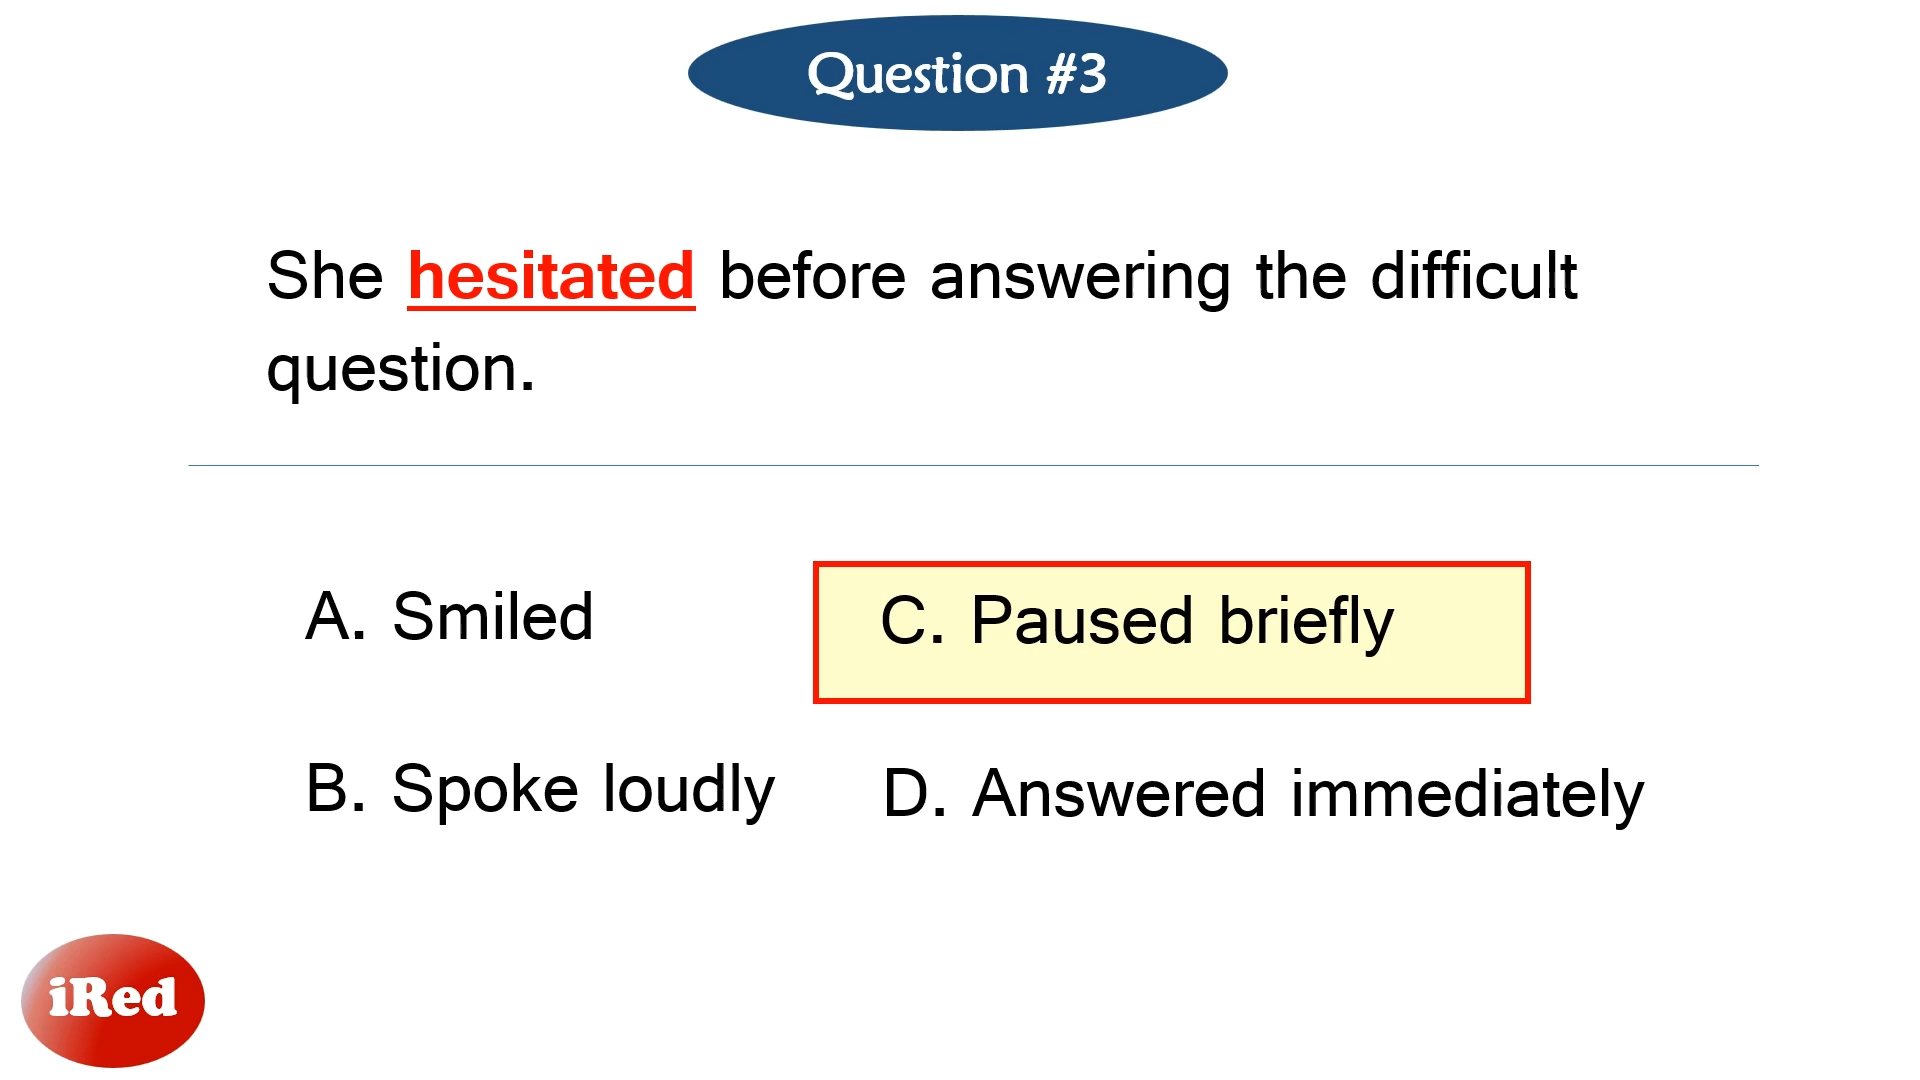 Question #3
She hesitated before answering the difficult
question.
A. Smiled
C. Paused briefly
B. Spoke loudly
D. Answered immediately
iRed